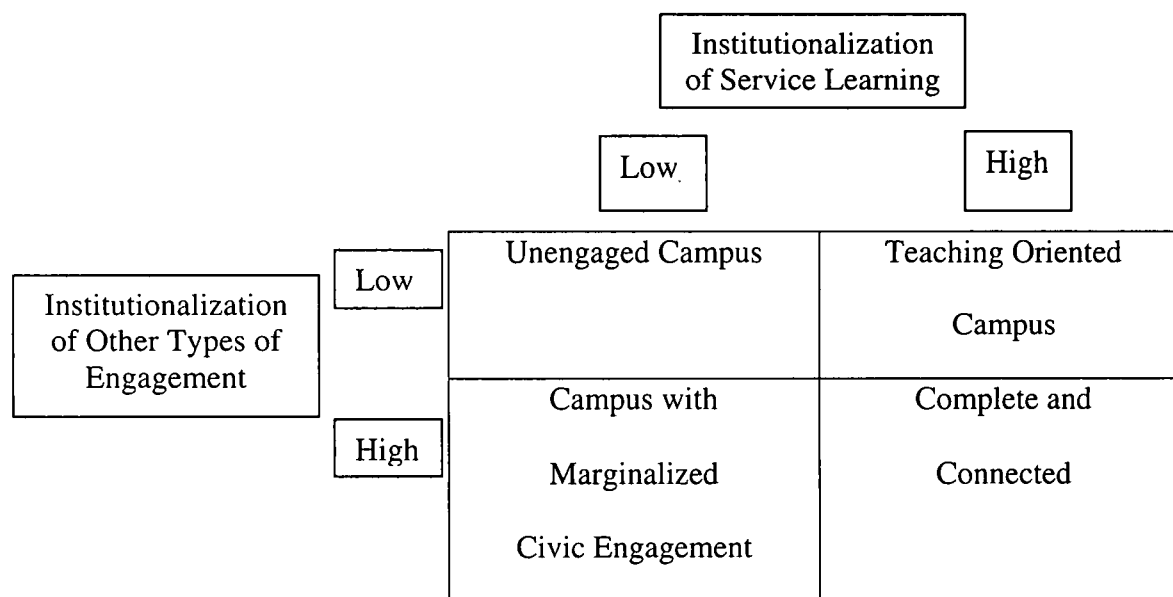 Institutionalization
of Service Learning
Low
High
Institutionalization
of Other Types of
Engagement
Low
Unengaged Campus
Teaching Oriented
Campus
High
Campus with
Marginalized
Civic Engagement
Complete and
Connected